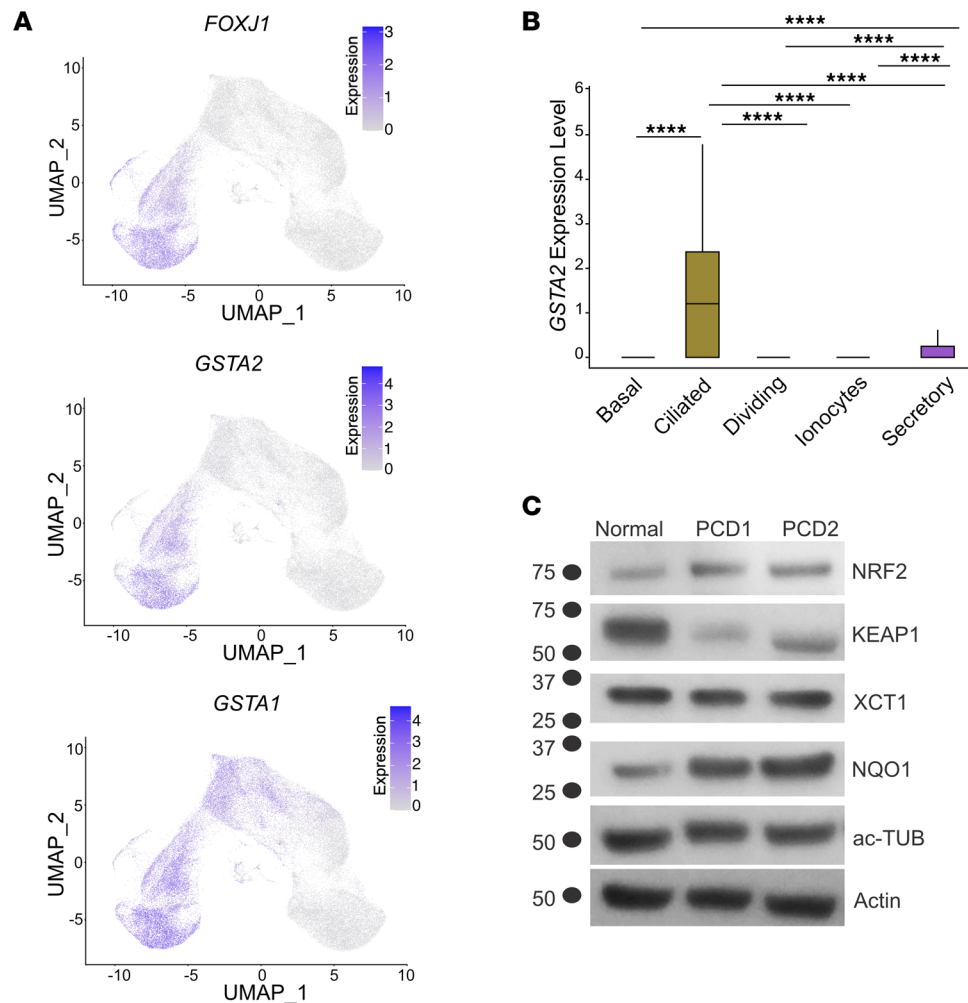 A
FOXJ1
Expression
3
2
1
0
10
5
0
-5
UMAP_2
-10 -5 0 5 10
UMAP_1
GSTA2
Expression
4
3
2
1
0
10
5
0
-5
UMAP_2
-10 -5 0 5 10
UMAP_1
GSTA1
Expression
4
3
2
1
0
10
5
0
-5
UMAP_2
-10 -5 0 5 10
UMAP_1
B
****
****
****
****
****
****
****
GSTA2 Expression Level
6
5
4
3
2
1
0
Basal
Ciliated
Dividing
Ionocytes
Secretory
C
Normal PCD1 PCD2
75 NRF2
75
50 KEAP1
37
25 XCT1
37
25 NQO1
50 ac-TUB
50 Actin